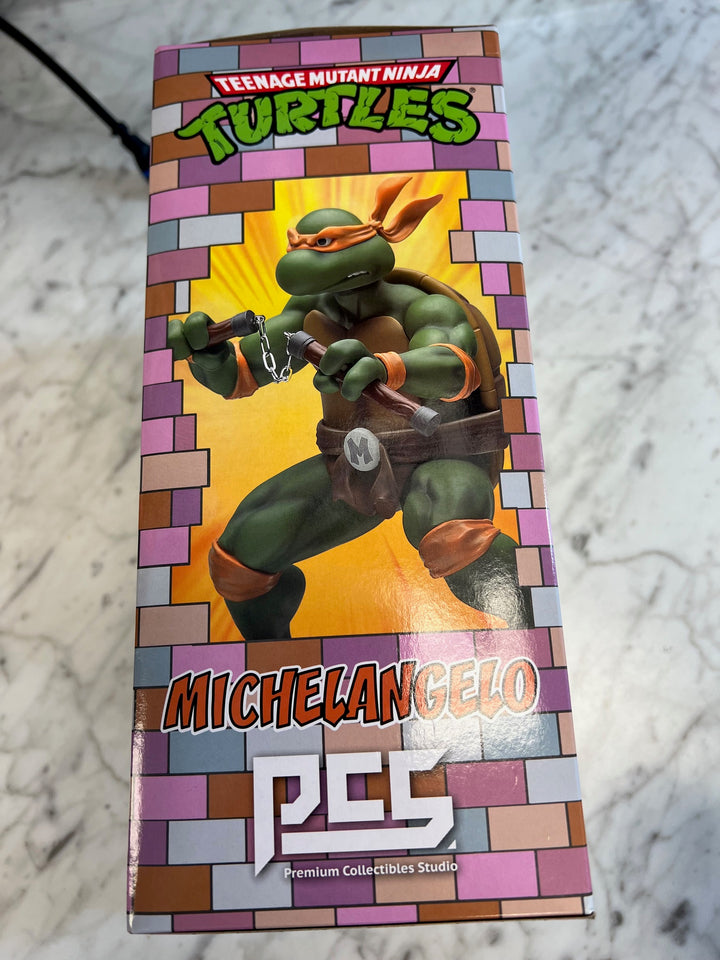 TEENAGE MUTANT NINJA
TURTLES
M
MICHELANGELO
PCS
Premium Collectibles Studio